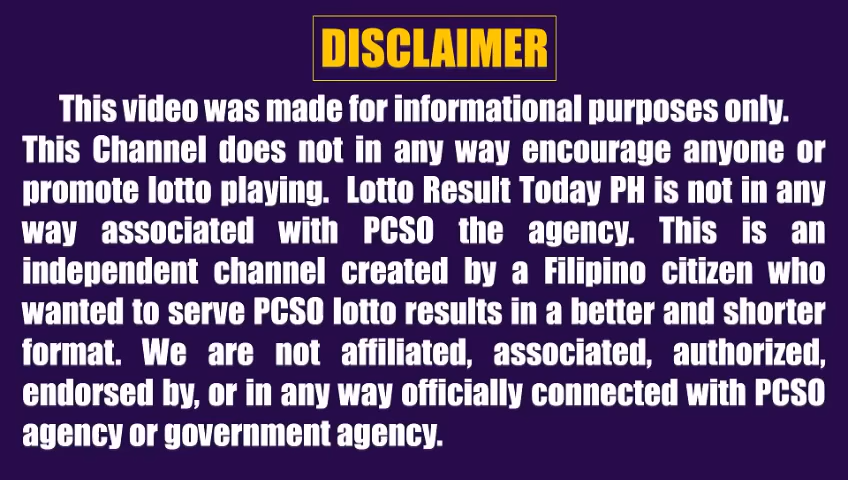 DISCLAIMER
This video was made for informational purposes only.
This Channel does not in any way encourage anyone or
promote lotto playing. Lotto Result Today PH is not in any
way associated with PCSO the agency. This is an
independent channel created by a Filipino citizen who
wanted to serve PCSO lotto results in a better and shorter
format. We are not affiliated, associated, authorized,
endorsed by, or in any way officially connected with PCSO
agency or government agency.